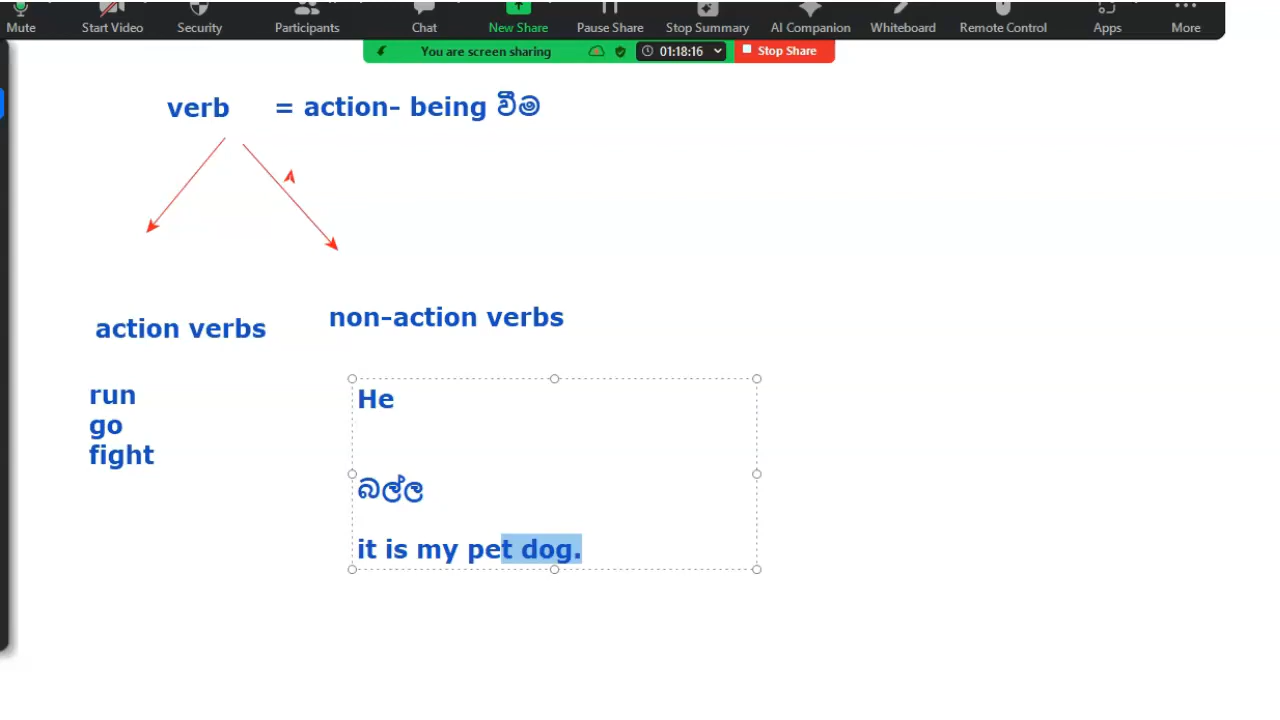 Mute Start Video Security Participants Chat New Share Pause Share Stop Summary AI Companion Whiteboard Remote Control Apps More
You are screen sharing 01:18:16 Stop Share
verb = action- being වීම
action verbs
non-action verbs
run
go
fight
He
බල්ල
it is my pet dog.